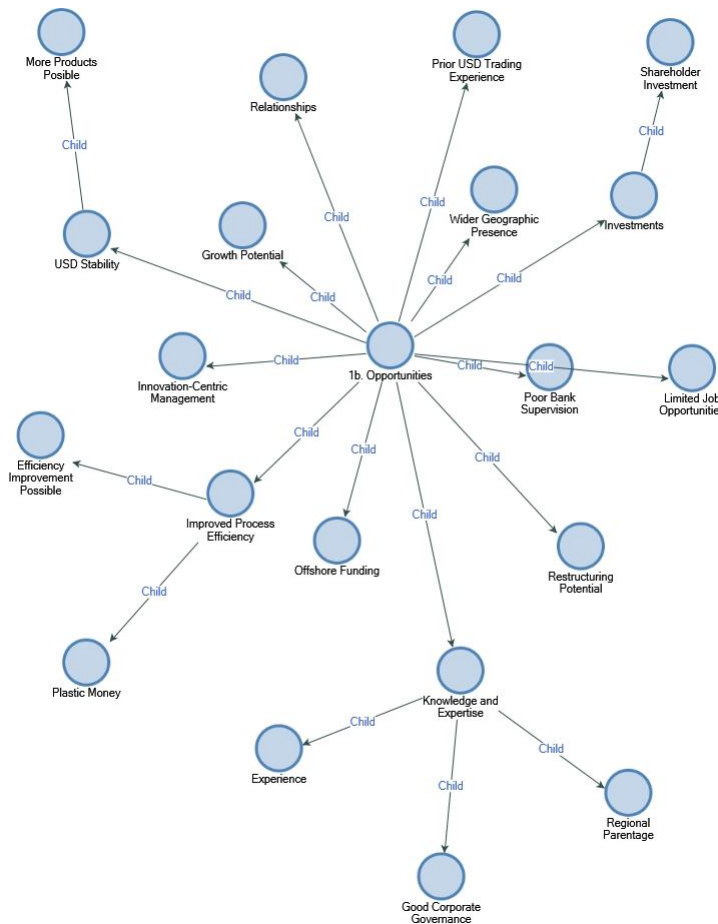 More Products
Posible
Prior USD Trading
Experience
Shareholder
Investment
Relationships
Child
Child
Child
Child
Wider Geographic
Presence
Investments
Growth Potential
USD Stability
Child
Child
Child
Child
1b. Opportunities
Child
Child
Child
Innovation-Centric
Management
Poor Bank
Supervision
Limited Job
Opportunitie
Child
Child
Child
Efficiency
Improvement
Possible
Child
Improved Process
Efficiency
Child
Offshore Funding
Restructuring
Potential
Child
Plastic Money
Knowledge and
Expertise
Child
Child
Experience
Child
Regional
Parentage
Good Corporate
Governance